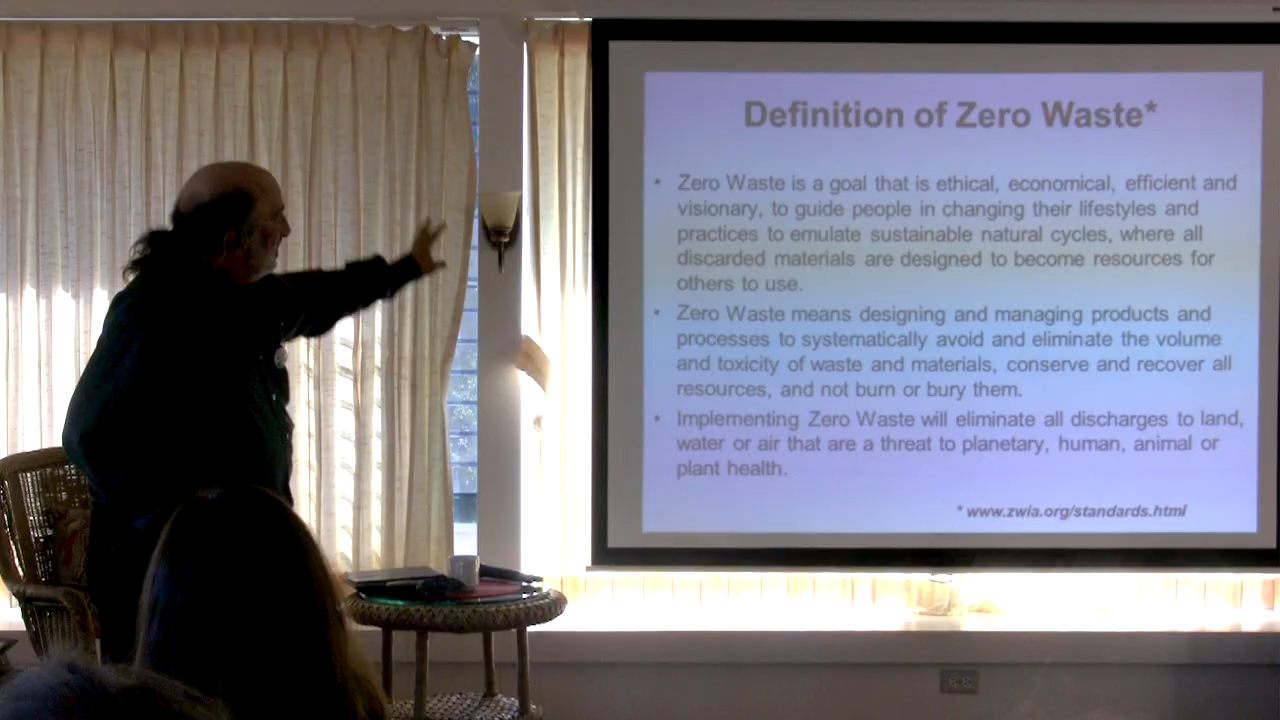 Definition of Zero Waste*
• Zero Waste is a goal that is ethical, economical, efficient and
visionary, to guide people in changing their lifestyles and
practices to emulate sustainable natural cycles, where all
discarded materials are designed to become resources for
others to use.
• Zero Waste means designing and managing products and
processes to systematically avoid and eliminate the volume
and toxicity of waste and materials, conserve and recover all
resources, and not burn or bury them.
• Implementing Zero Waste will eliminate all discharges to land,
water or air that are a threat to planetary, human, animal or
plant health.
* www.zwia.org/standards.html